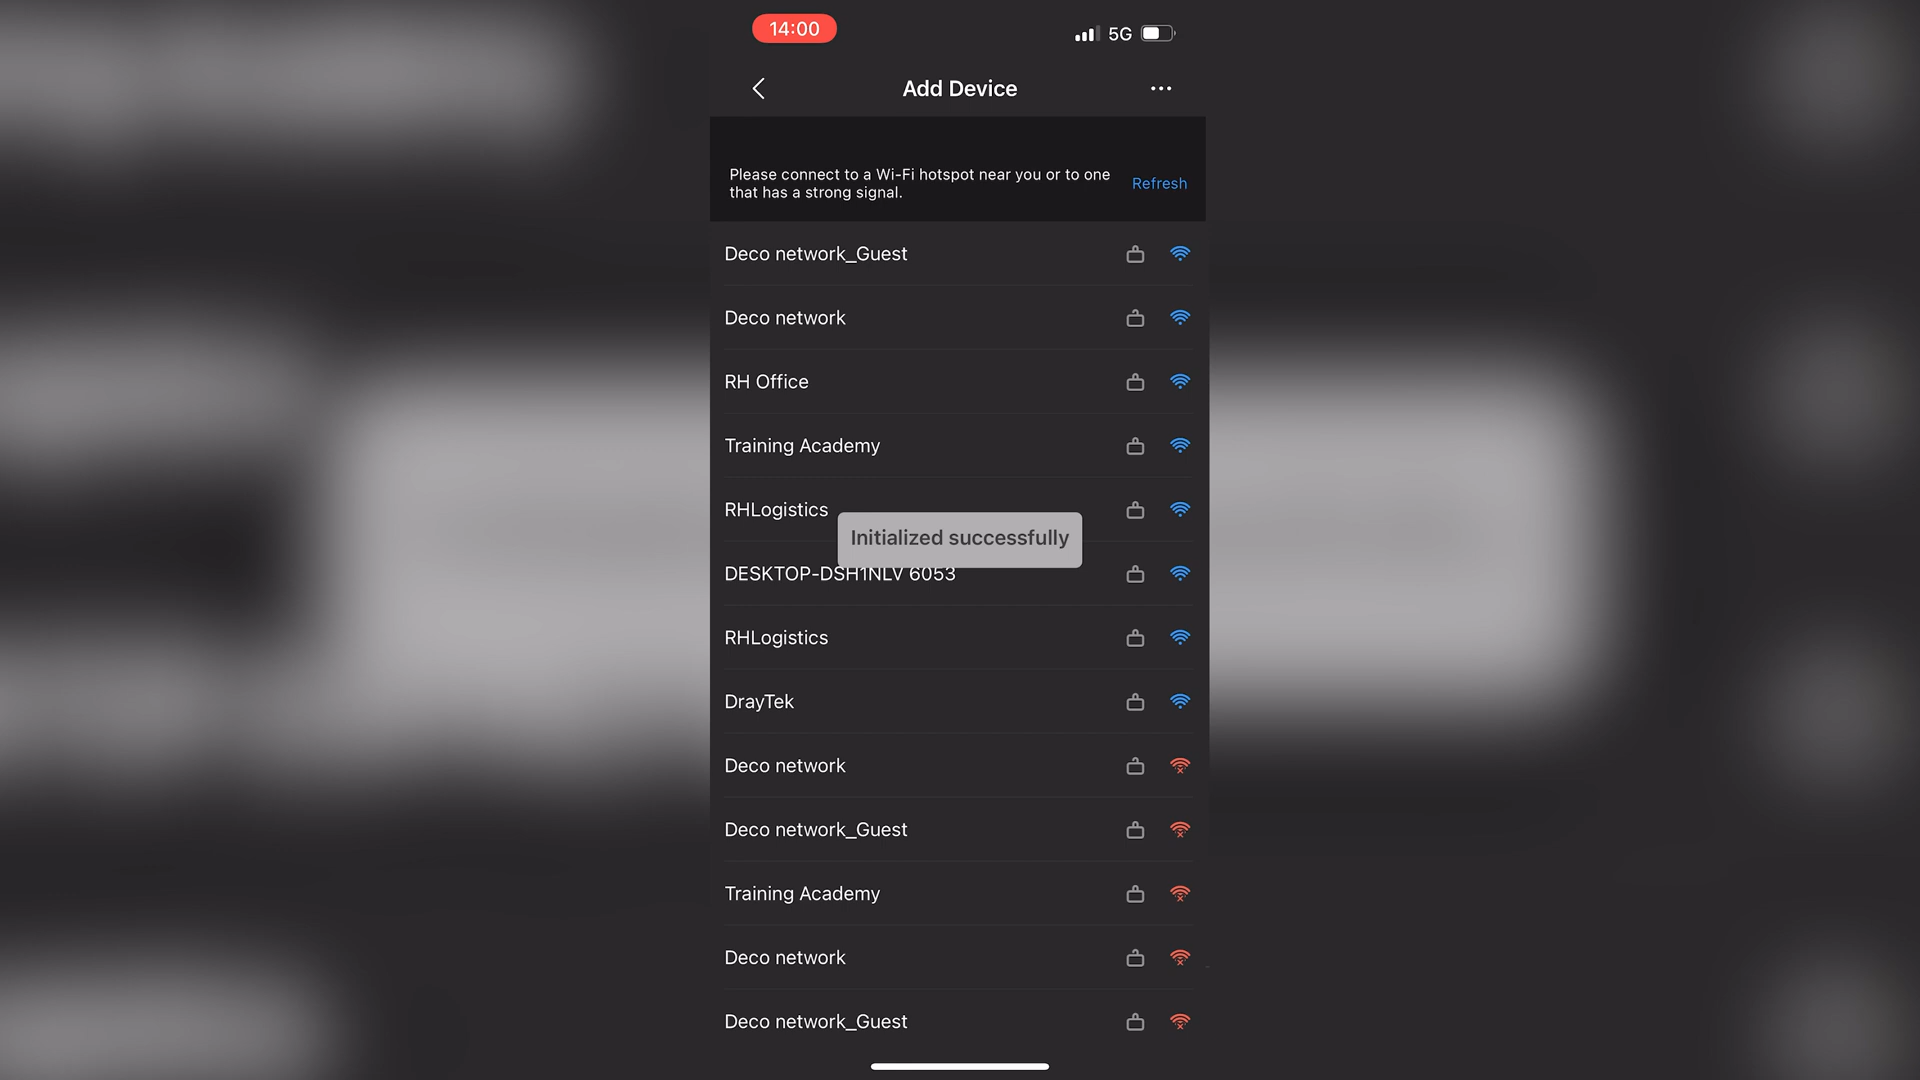 14:00
5G
Add Device
Please connect to a Wi-Fi hotspot near you or to one
that has a strong signal.
Refresh
Deco network_Guest
Deco network
RH Office
Training Academy
RHLogistics
Initialized successfully
DESKTOP-DSH1NLV 6053
RHLogistics
DrayTek
Deco network
Deco network_Guest
Training Academy
Deco network
Deco network_Guest